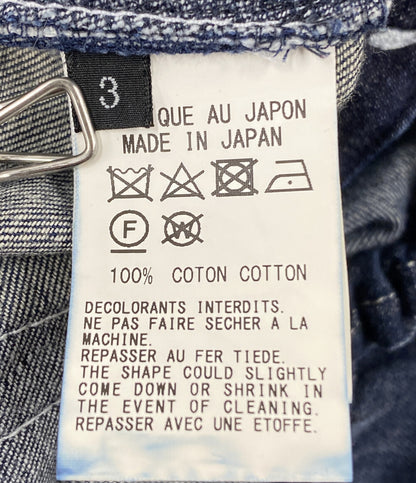 3
QUE AU JAPON
MADE IN JAPAN
F
W
100% COTON COTTON
DECOLORANTS INTERDITS.
NE PAS FAIRE SECHER A LA
MACHINE.
REPASSER AU FER TIEDE.
THE SHAPE COULD SLIGHTLY
COME DOWN OR SHRINK IN
THE EVENT OF CLEANING.
REPASSER AVEC UNE ETOFFE.